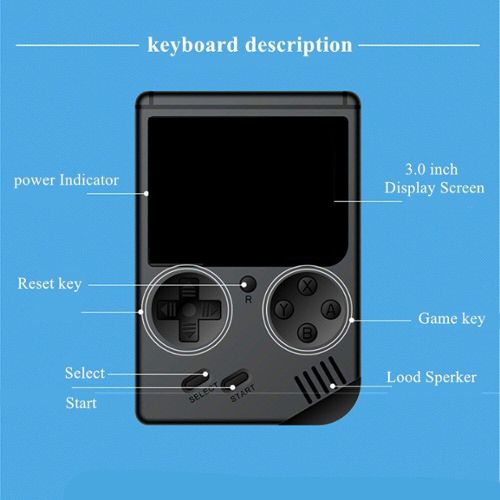 keyboard description
power Indicator
3.0 inch
Display Screen
Reset key
R
X
Y
A
B
Game key
Select
Start
SELECT
START
Lood Sperker